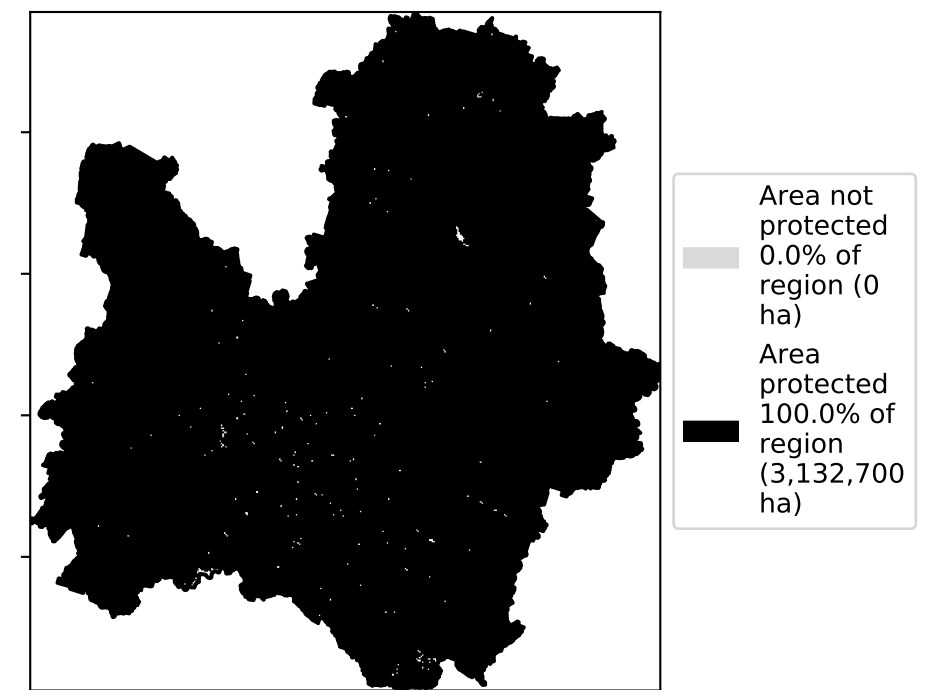 Area not
protected
0.0% of
region (0
ha)
Area
protected
100.0% of
region
(3,132,700
ha)